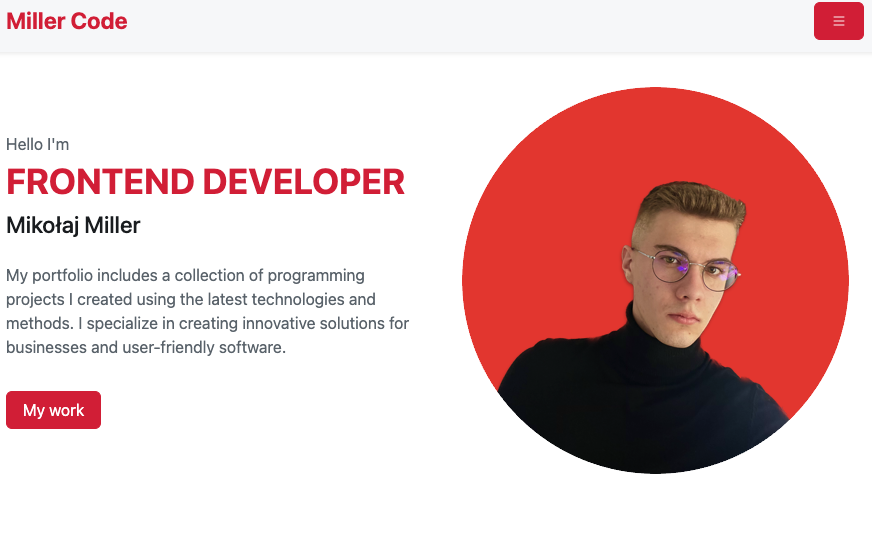 Miller Code
Hello I'm
FRONTEND DEVELOPER
Mikołaj Miller
My portfolio includes a collection of programming
projects I created using the latest technologies and
methods. I specialize in creating innovative solutions for
businesses and user-friendly software.
My work